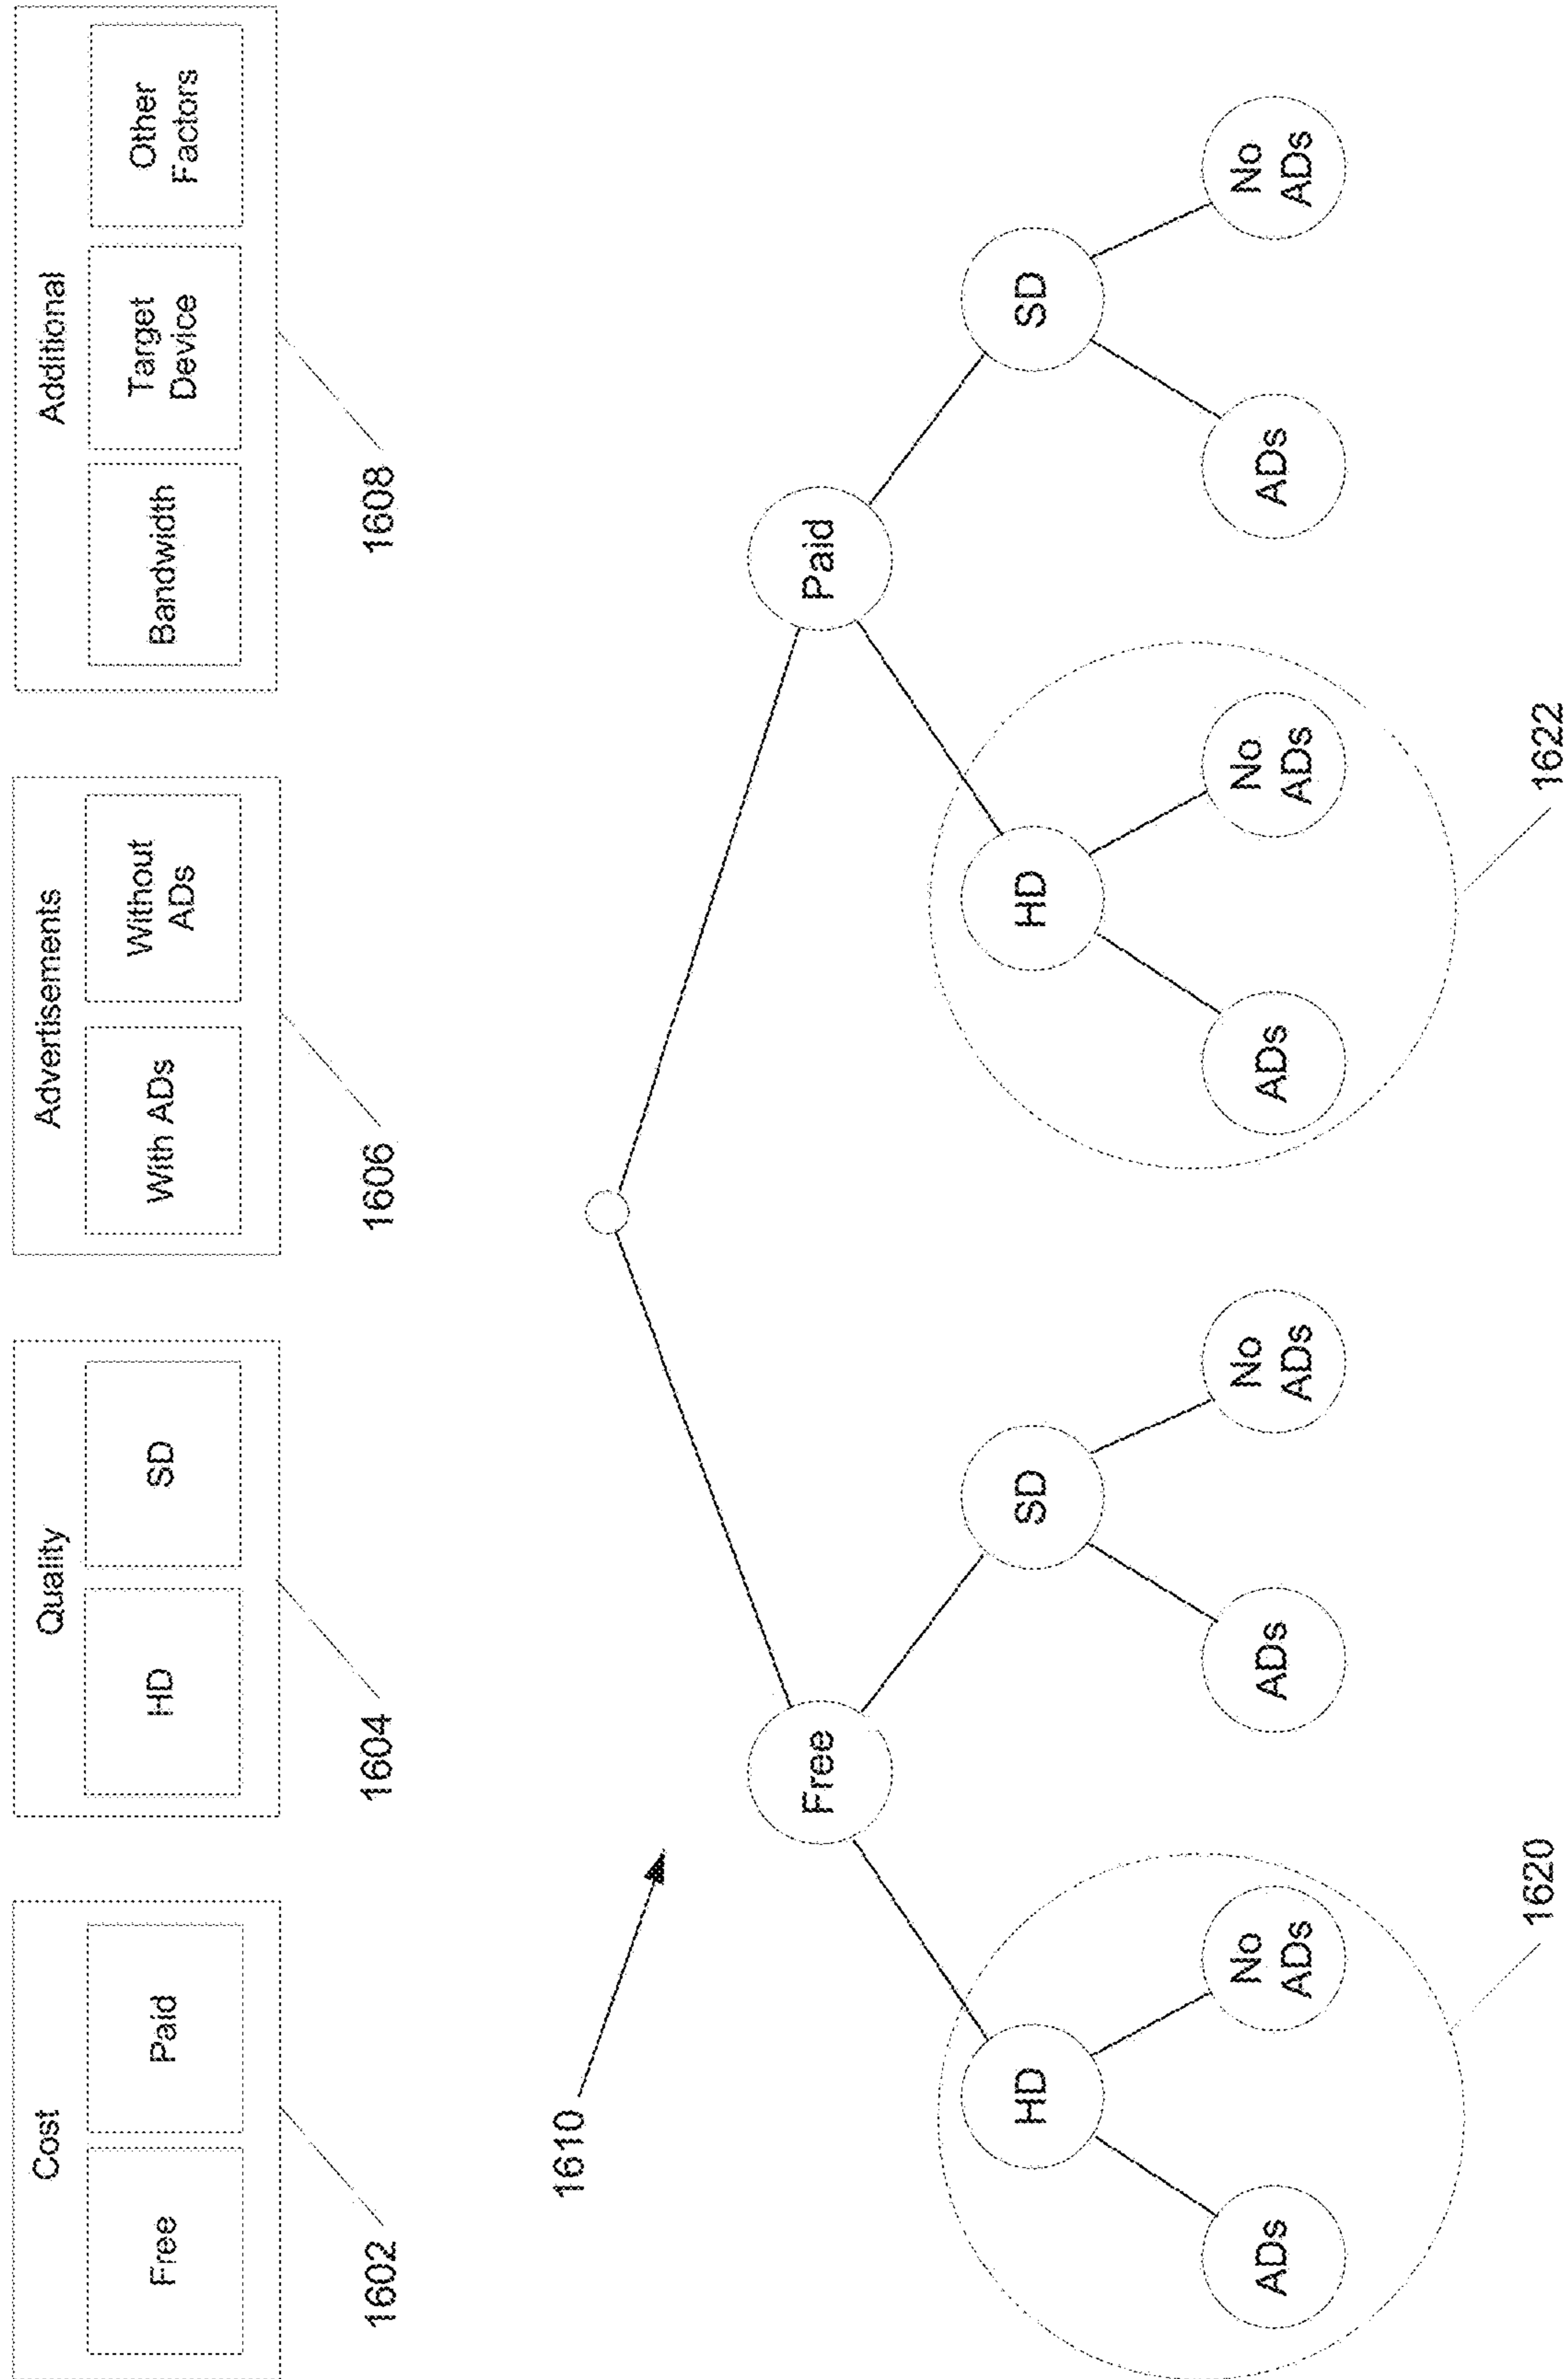 Cost
Free
Paid
1602
Quality
HD
SD
1604
Advertisements
With ADs
Without
ADs
1606
Additional
Bandwidth
Target
Device
Other
Factors
1608
1610
Free
Paid
HD
SD
HD
SD
ADs
No
ADs
ADs
No
ADs
ADs
No
ADs
ADs
No
ADs
1620
1622